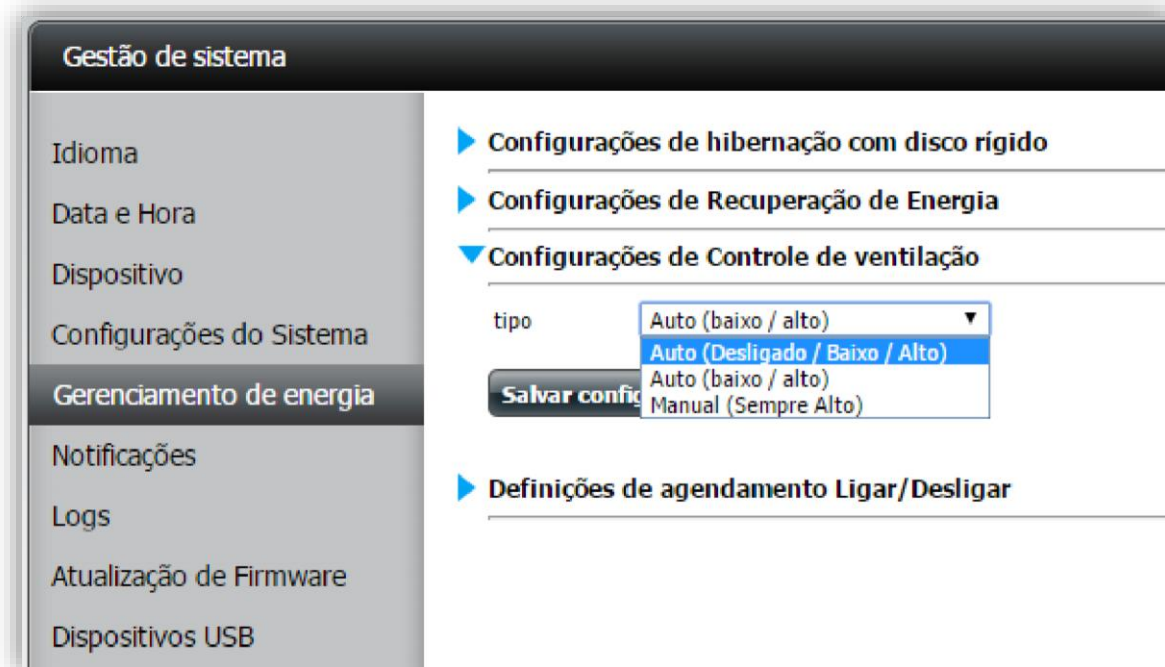 Gestão de sistema
Idioma
Data e Hora
Dispositivo
Configurações do Sistema
Gerenciamento de energia
Notificações
Logs
Atualização de Firmware
Dispositivos USB
Configurações de hibernação com disco rígido
Configurações de Recuperação de Energia
Configurações de Controle de ventilação
tipo Auto (baixo / alto)
Auto (Desligado / Baixo / Alto)
Auto (baixo / alto)
Manual (Sempre Alto)
Salvar config
Definições de agendamento Ligar/Desligar